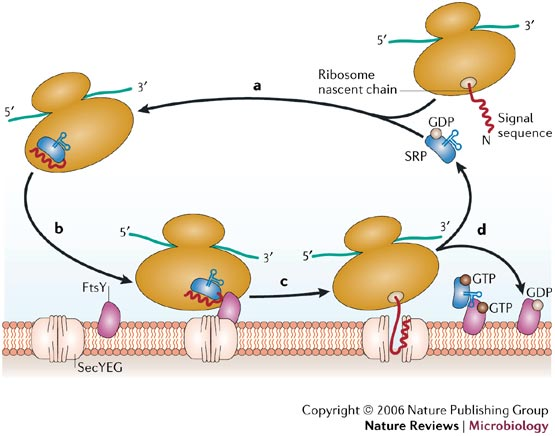 5′
3′
Ribosome
nascent chain
a
3′
5′
GDP
Signal
sequence
N
SRP
b
5′
3′
5′
3′
d
c
FtsY
GTP
GTP
GDP
SecYEG
Copyright © 2006 Nature Publishing Group
Nature Reviews | Microbiology